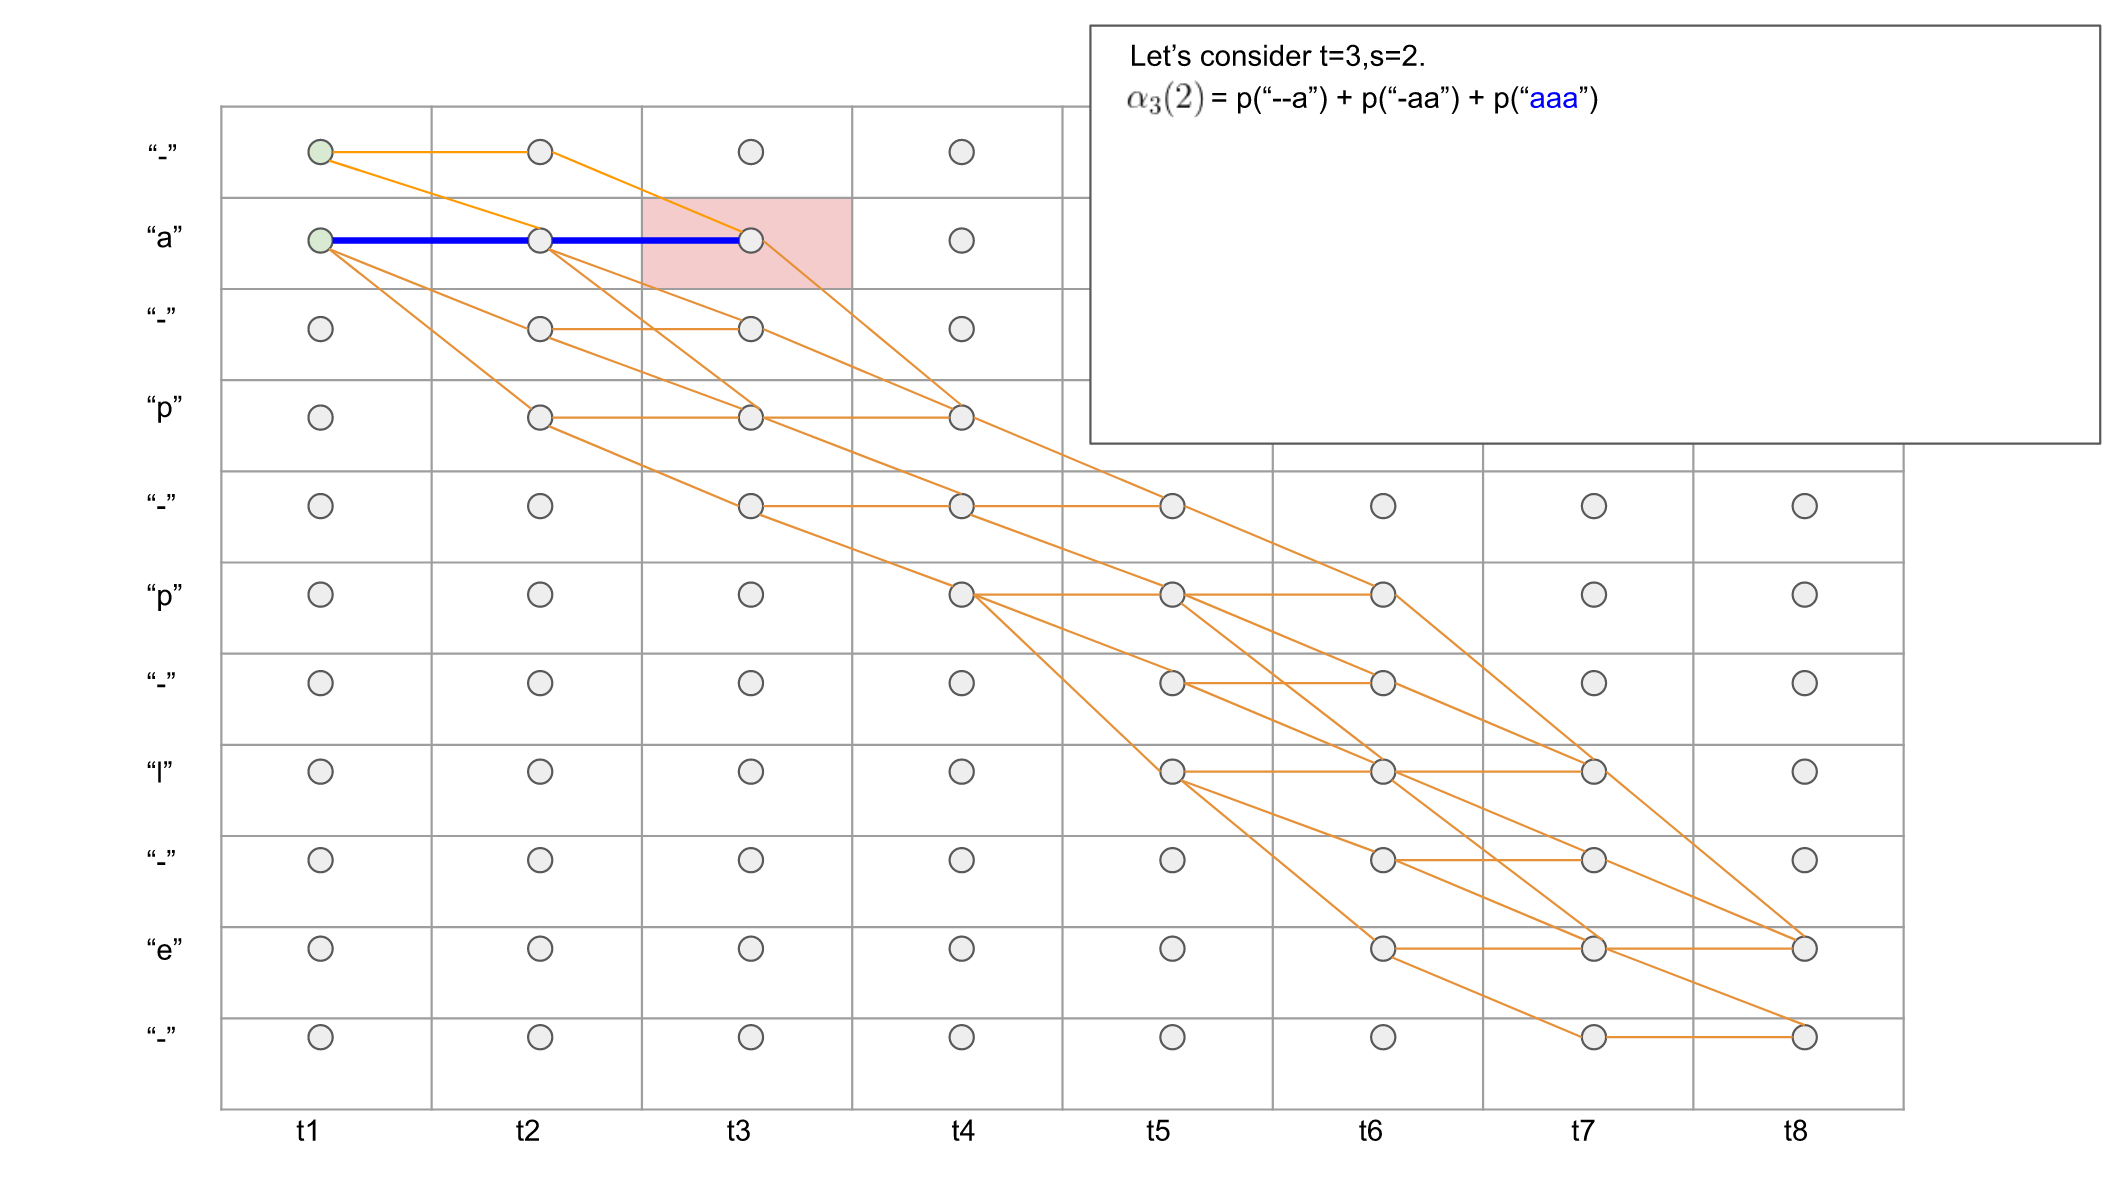 Let’s consider t=3,s=2.
α₃(2) = p(“--a”) + p(“-aa”) + p(“aaa”)
“-”
“a”
“-”
“p”
“-”
“p”
“-”
“l”
“-”
“e”
“-”
t1 t2 t3 t4 t5 t6 t7 t8